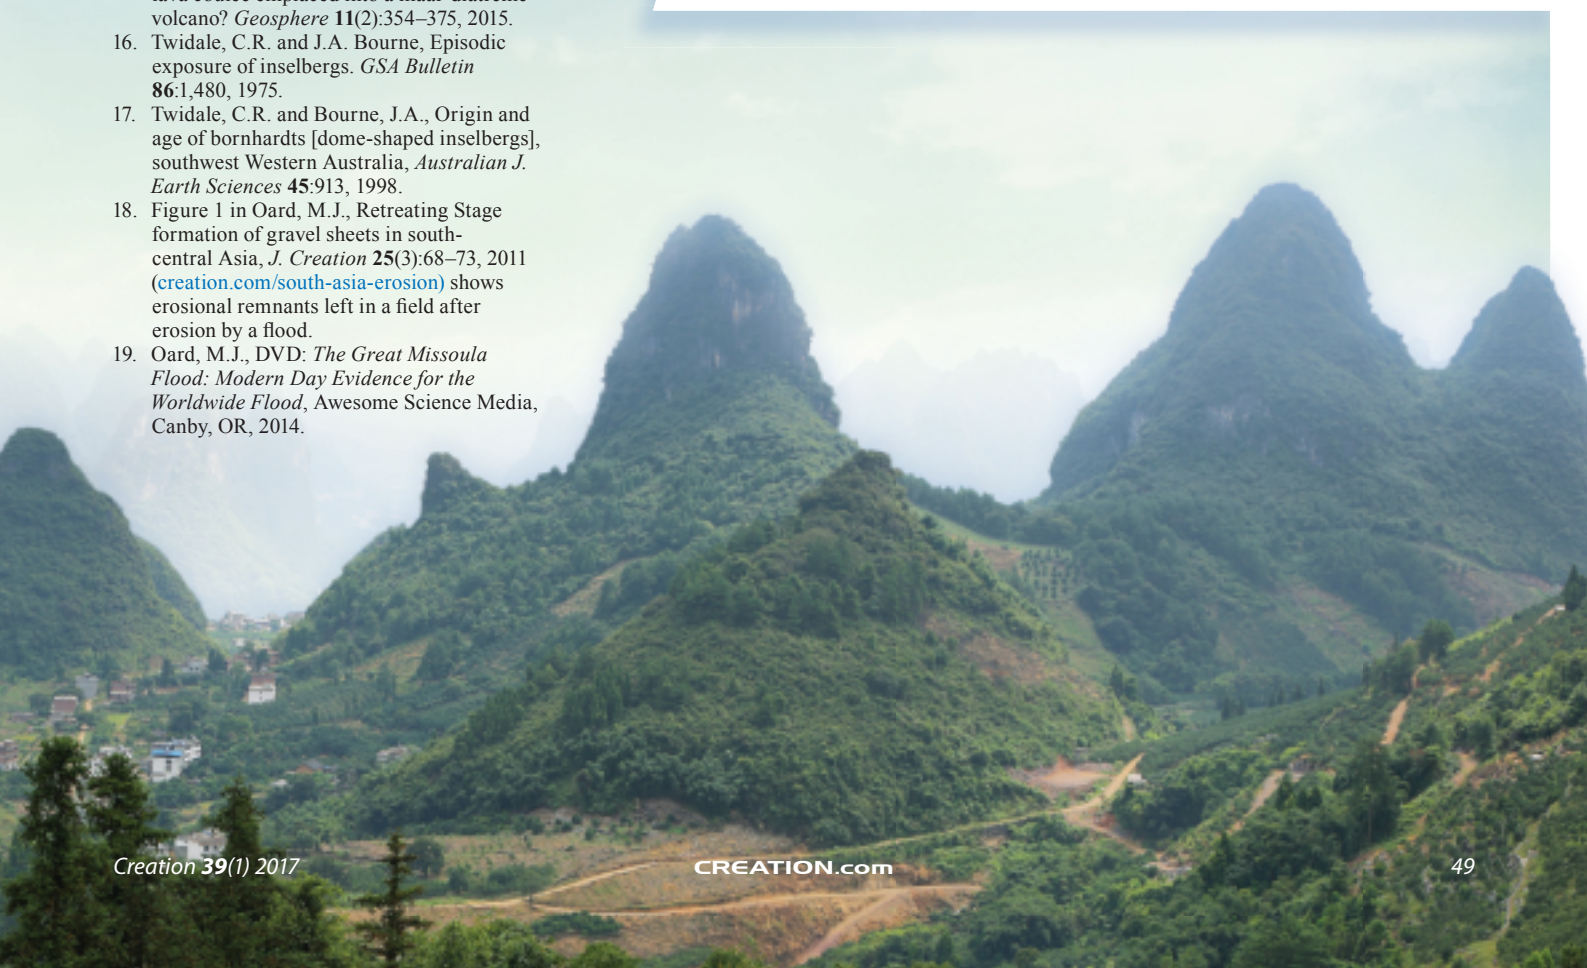 volcano? Geosphere 11(2):354–375, 2015.
16. Twidale, C.R. and J.A. Bourne, Episodic
exposure of inselbergs. GSA Bulletin
86:1,480, 1975.
17. Twidale, C.R. and Bourne, J.A., Origin and
age of bornhardts [dome-shaped inselbergs],
southwest Western Australia, Australian J.
Earth Sciences 45:913, 1998.
18. Figure 1 in Oard, M.J., Retreating Stage
formation of gravel sheets in south-
central Asia, J. Creation 25(3):68–73, 2011
(creation.com/south-asia-erosion) shows
erosional remnants left in a field after
erosion by a flood.
19. Oard, M.J., DVD: The Great Missoula
Flood: Modern Day Evidence for the
Worldwide Flood, Awesome Science Media,
Canby, OR, 2014.
Creation 39(1) 2017
CREATION.com
49